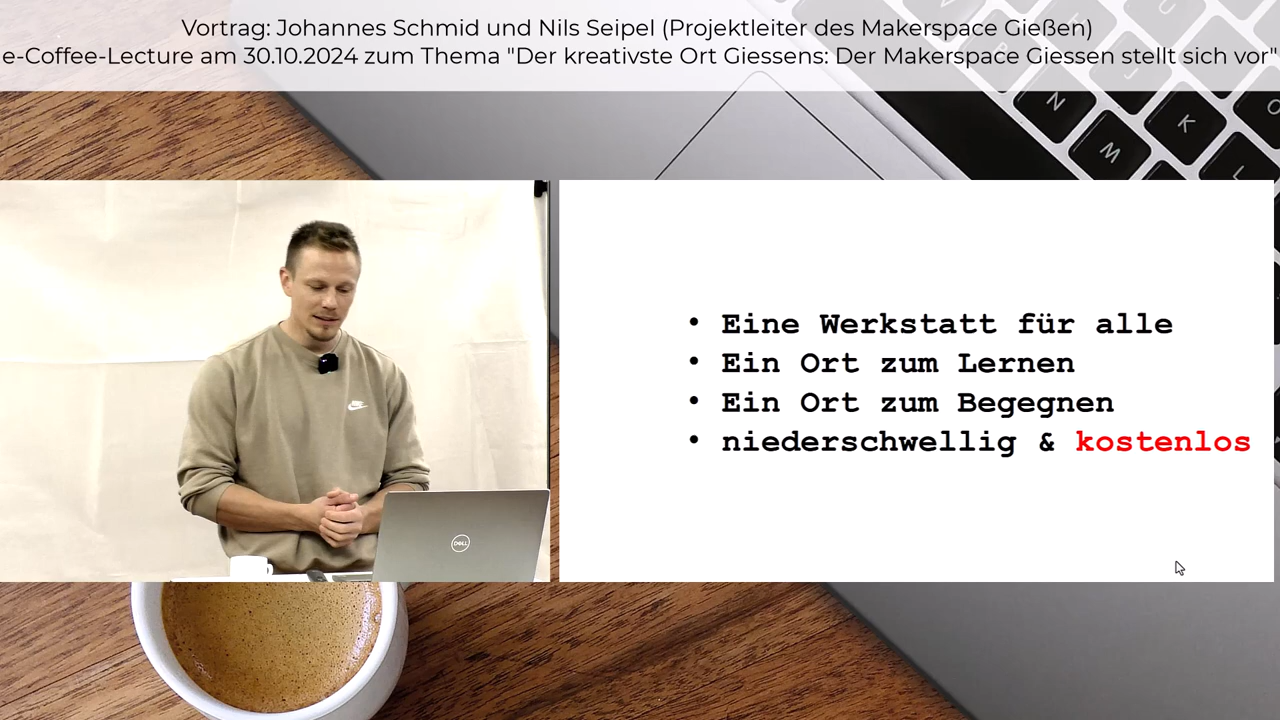 Vortrag: Johannes Schmid und Nils Seipel (Projektleiter des Makerspace Gießen)
e-Coffee-Lecture am 30.10.2024 zum Thema "Der kreativste Ort Giessens: Der Makerspace Giessen stellt sich vor"
N
M
J
K
L
U
O
• Eine Werkstatt für alle
• Ein Ort zum Lernen
• Ein Ort zum Begegnen
• niederschwellig & kostenlos
DELL